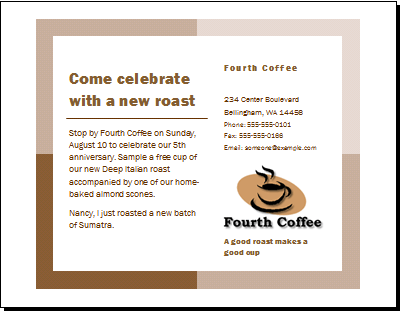 Come celebrate
with a new roast
Stop by Fourth Coffee on Sunday,
August 10 to celebrate our 5th
anniversary. Sample a free cup of
our new Deep Italian roast
accompanied by one of our home-
baked almond scones.
Nancy, I just roasted a new batch
of Sumatra.
Fourth Coffee
234 Center Boulevard
Bellingham, WA 14458
Phone: 555-555-0101
Fax: 555-555-0166
Email: someone@example.com
Fourth Coffee
A good roast makes a
good cup